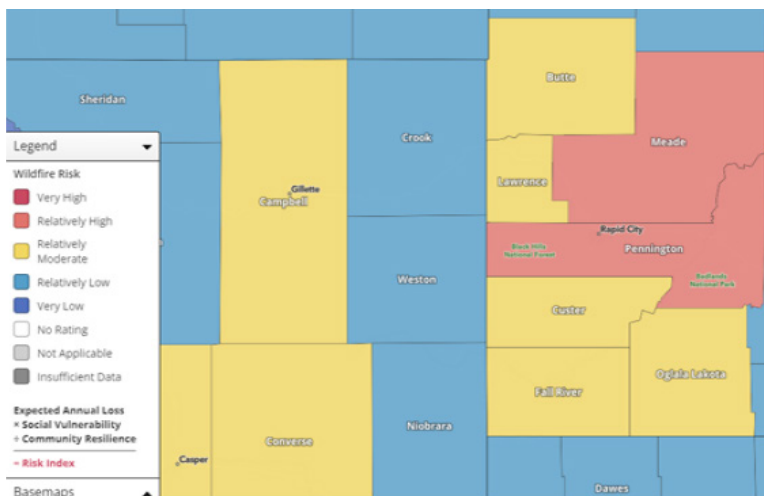 Butte
Sheridan
Crook
Meade
Legend
Wildfire Risk
Very High
Relatively High
Relatively
Moderate
Relatively Low
Very Low
No Rating
Not Applicable
Insufficient Data
Expected Annual Loss
× Social Vulnerability
÷ Community Resilience
= Risk Index
Basemaps
Gillette
Campbell
Lawrence
Rapid City
Black Hills
National Forest
Pennington
Weston
Badlands
National Park
Custer
Fall River
Oglala Lakota
Casper
Converse
Niobrara
Dawes